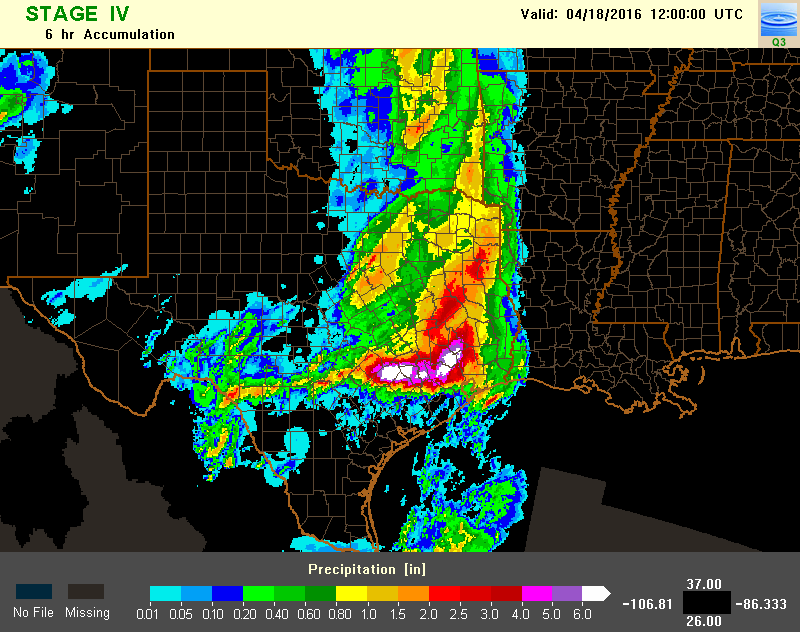 STAGE IV
Valid: 04/18/2016 12:00:00 UTC
6 hr Accumulation
Q3
Precipitation [in]
No File Missing
0.01 0.05 0.10 0.20 0.40 0.60 0.80 1.0 1.5 2.0 2.5 3.0 4.0 5.0 6.0
37.00
-106.81 -86.333
26.00